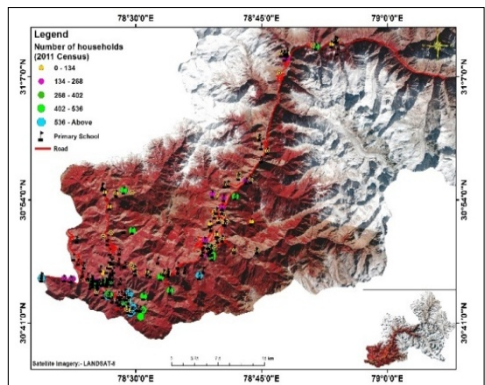 78°30'0"E 78°45'0"E 79°0'0"E
Legend
Number of households
(2011 Census)
0 - 134
134 - 268
268 - 402
402 - 536
536 - Above
Primary School
Road
31°7'0"N
31°7'0"N
30°54'0"N
30°54'0"N
30°41'0"N
30°41'0"N
Satellite Imagery:- LANDSAT-8
78°30'0"E 78°45'0"E 79°0'0"E